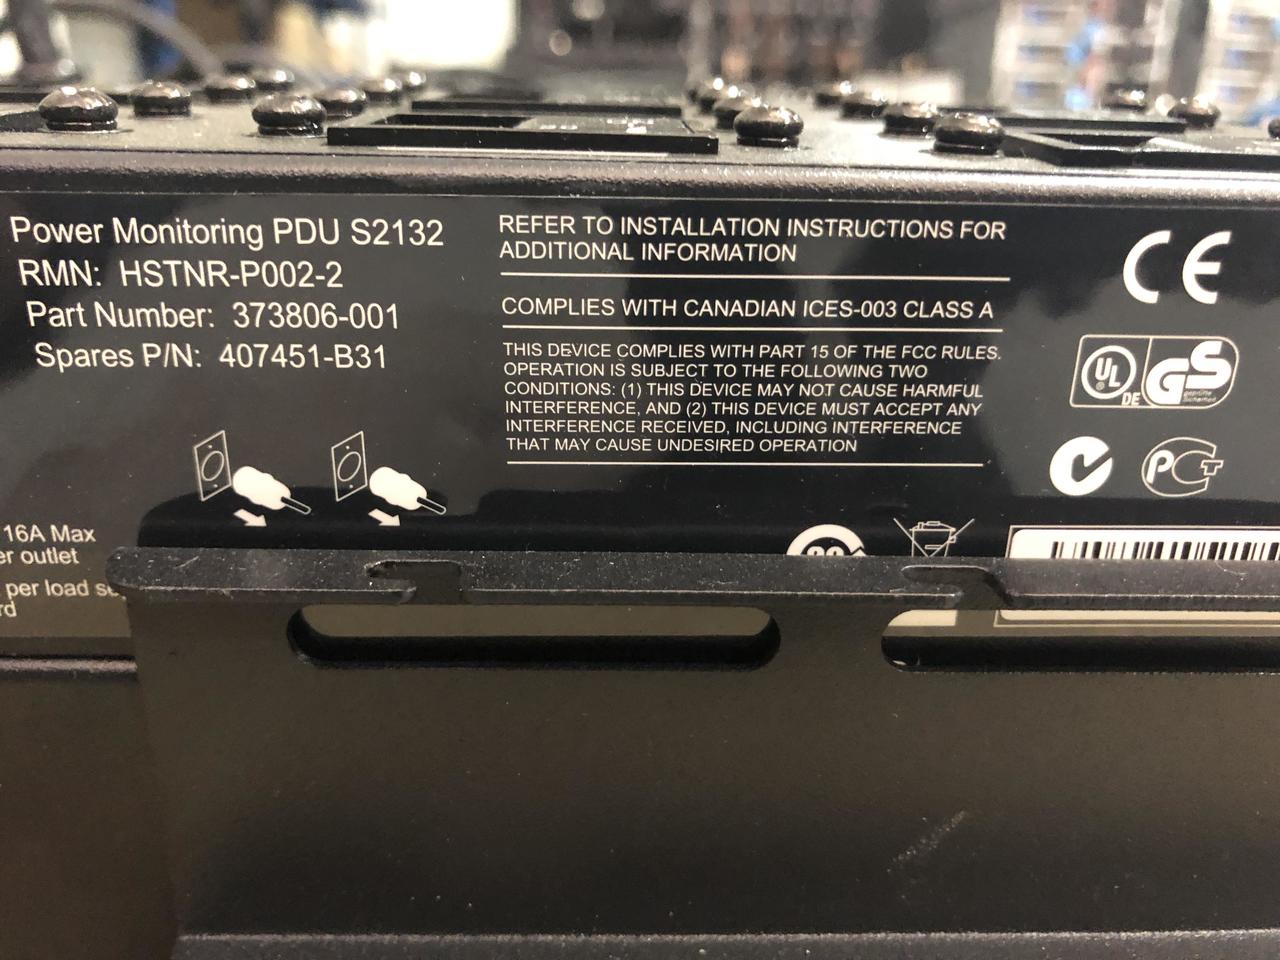 Power Monitoring PDU S2132
RMN: HSTNR-P002-2
Part Number: 373806-001
Spares P/N: 407451-B31
16A Max
outlet
per load
REFER TO INSTALLATION INSTRUCTIONS FOR
ADDITIONAL INFORMATION
COMPLIES WITH CANADIAN ICES-003 CLASS A
THIS DEVICE COMPLIES WITH PART 15 OF THE FCC RULES.
OPERATION IS SUBJECT TO THE FOLLOWING TWO
CONDITIONS: (1) THIS DEVICE MAY NOT CAUSE HARMFUL
INTERFERENCE, AND (2) THIS DEVICE MUST ACCEPT ANY
INTERFERENCE RECEIVED, INCLUDING INTERFERENCE
THAT MAY CAUSE UNDESIRED OPERATION
CE
UL
DE
GS
geprüfte
Sicherheit